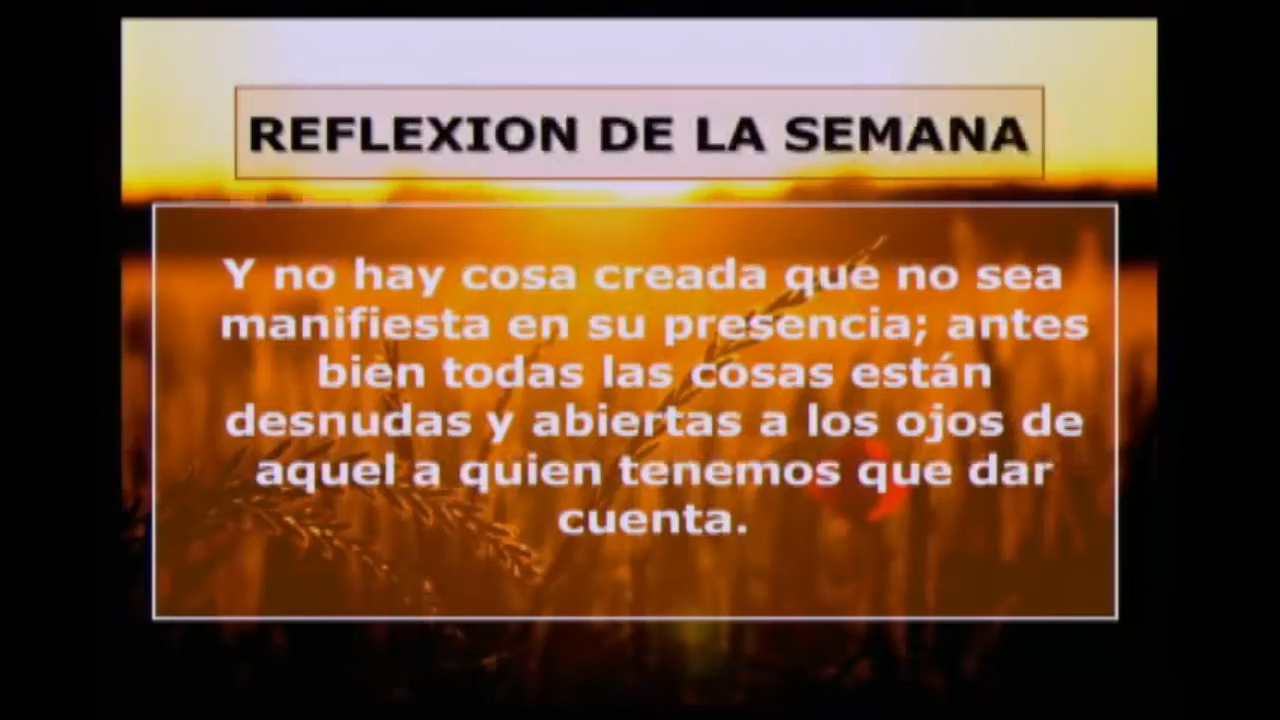 REFLEXION DE LA SEMANA
Y no hay cosa creada que no sea
manifiesta en su presencia; antes
bien todas las cosas están
desnudas y abiertas a los ojos de
aquel a quien tenemos que dar
cuenta.